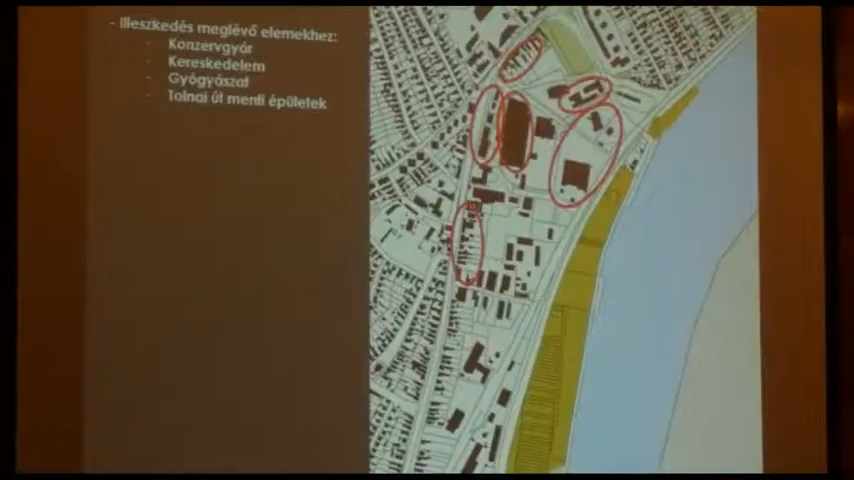 - Illeszkedés meglévő elemekhez:
- Konzervgyár
- Kereskedelem
- Gyógyászat
- Tolnai út menti épületek